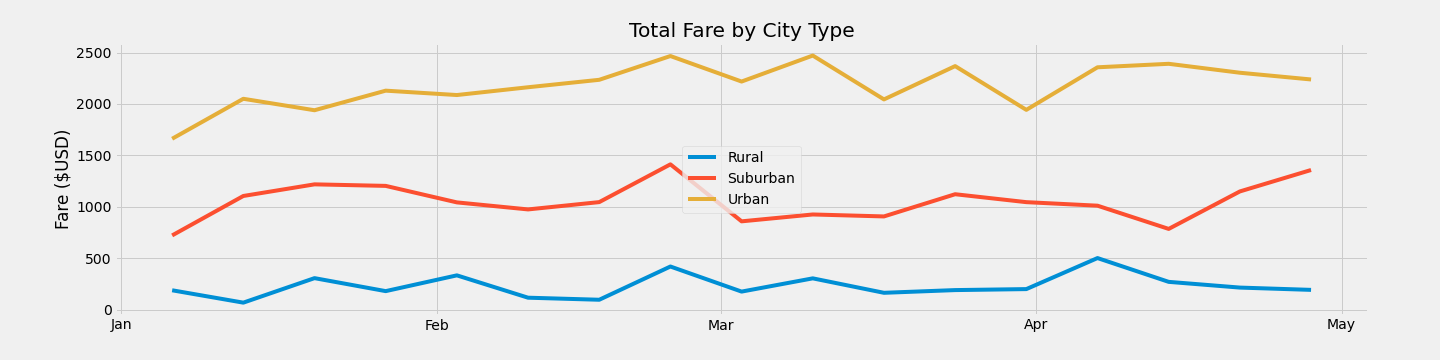 Total Fare by City Type
Fare ($USD)
2500
2000
1500
1000
500
0
Rural
Suburban
Urban
Jan Feb Mar Apr May